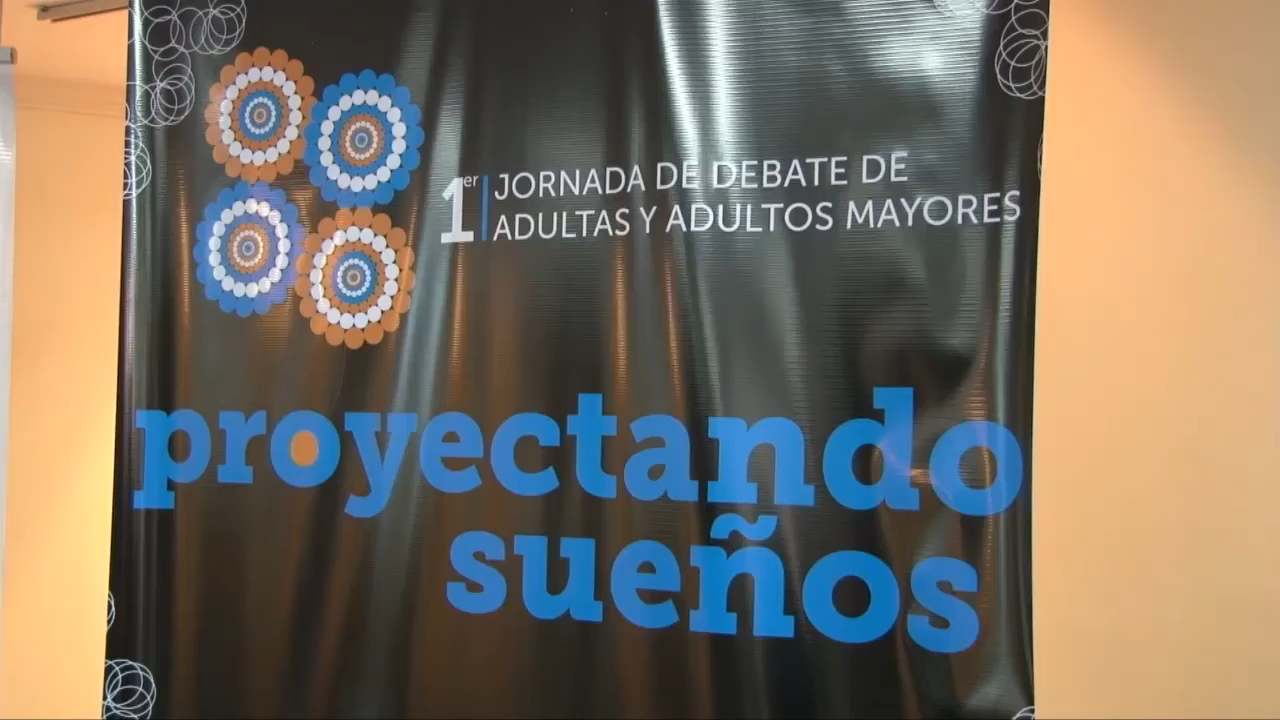 1er JORNADA DE DEBATE DE
ADULTAS Y ADULTOS MAYORES
proyectando
sueños